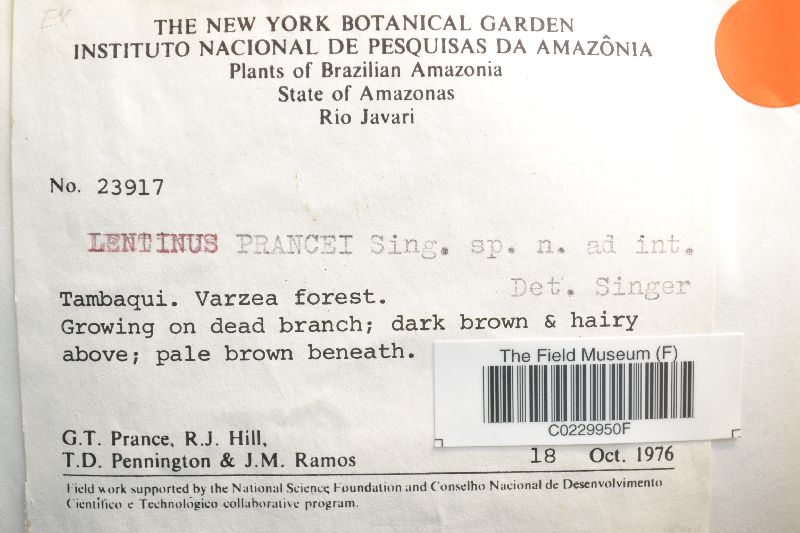 THE NEW YORK BOTANICAL GARDEN
INSTITUTO NACIONAL DE PESQUISAS DA AMAZÔNIA
Plants of Brazilian Amazonia
State of Amazonas
Rio Javari
No. 23917
LENTINUS PRANCEI Sing. sp. n. ad int.
Det. Singer
Tambaqui. Varzea forest.
Growing on dead branch; dark brown & hairy
above; pale brown beneath.
The Field Museum (F)
C0229950F
G.T. Prance, R.J. Hill,
T.D. Pennington & J.M. Ramos 18 Oct. 1976
Field work supported by the National Science Foundation and Conselho Nacional de Desenvolvimento
Científico e Technológico collaborative program.